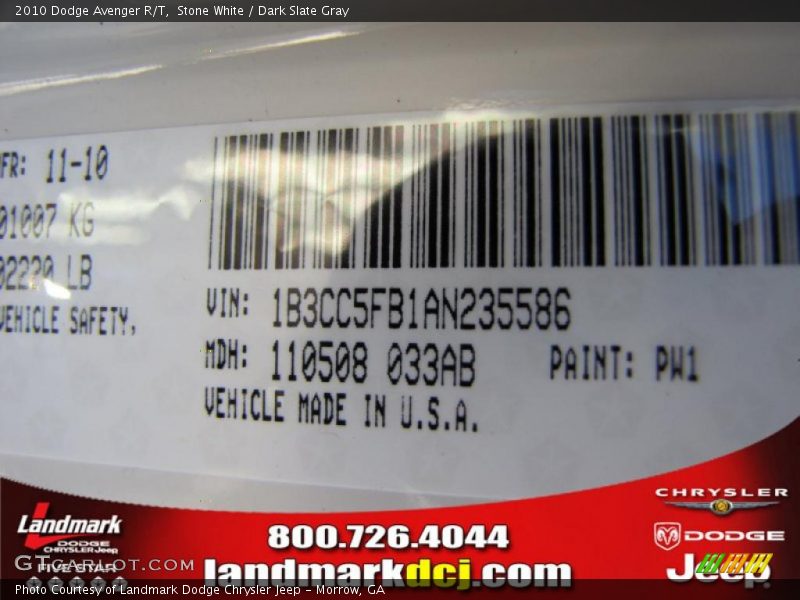 2010 Dodge Avenger R/T,  Stone White / Dark Slate Gray
FR: 11-10
01007 KG
02220 LB
VEHICLE SAFETY,
VIN: 1B3CC5FB1AN235586
MDH: 110508 033AB
PAINT: PW1
VEHICLE MADE IN U.S.A.
Landmark
DODGE
CHRYSLER Jeep
FIVE STAR
GTCarLot.com
800.726.4044
landmarkdcj.com
CHRYSLER
DODGE
Jeep
Photo Courtesy of Landmark Dodge Chrysler Jeep - Morrow, GA